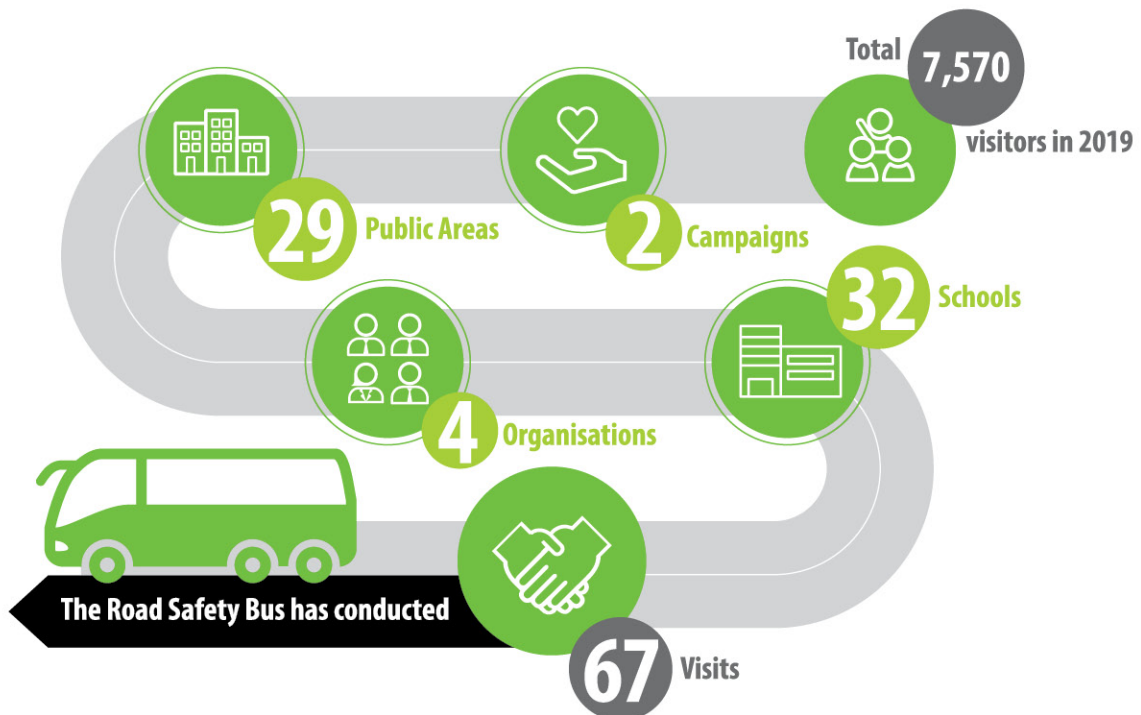 Total
7,570
visitors in 2019
29
Public Areas
2
Campaigns
32
Schools
4
Organisations
The Road Safety Bus has conducted
67
Visits